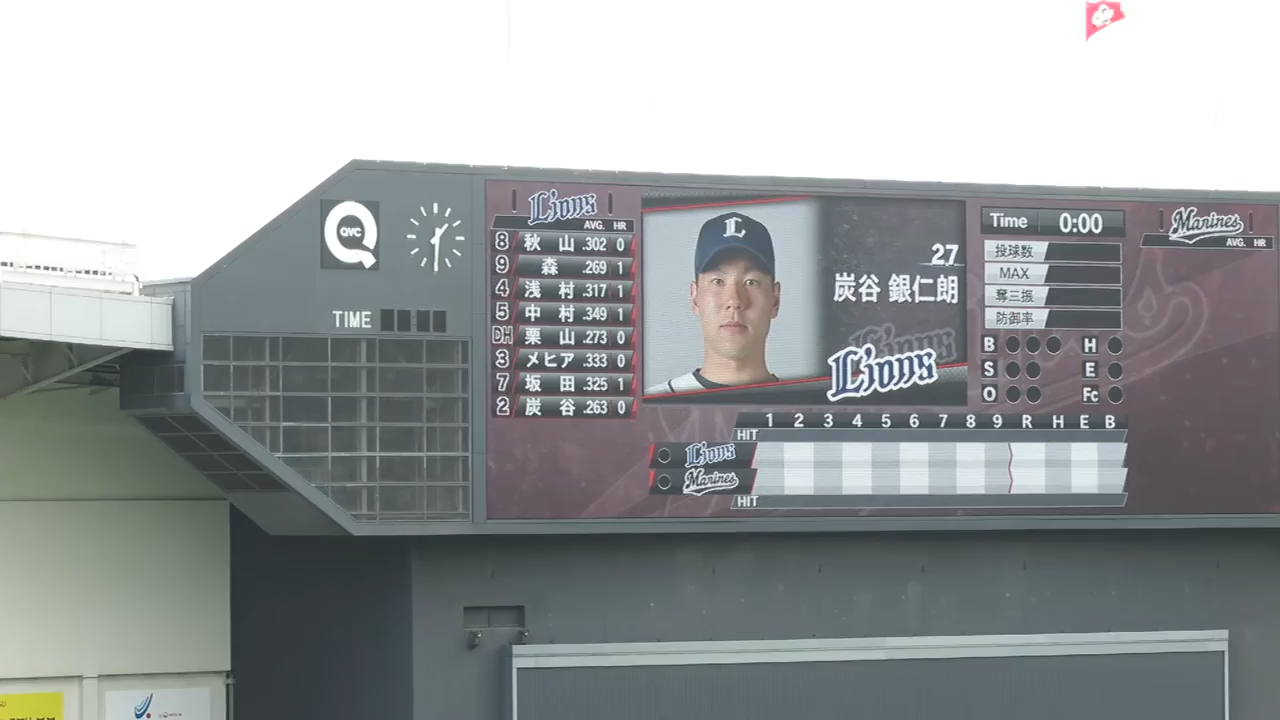 QVC
TIME
Lions
AVG. HR
8 秋山 .302 0
9 森 .269 1
4 浅村 .317 1
5 中村 .349 1
DH 栗山 .273 0
3 メヒア .333 0
7 坂田 .325 1
2 炭谷 .263 0
L
27
炭谷 銀仁朗
Lions
Time 0:00
投球数
MAX
奪三振
防御率
B H
S E
O Fc
Marines
AVG. HR
1 2 3 4 5 6 7 8 9 R H E B
HIT
Lions
Marines
HIT